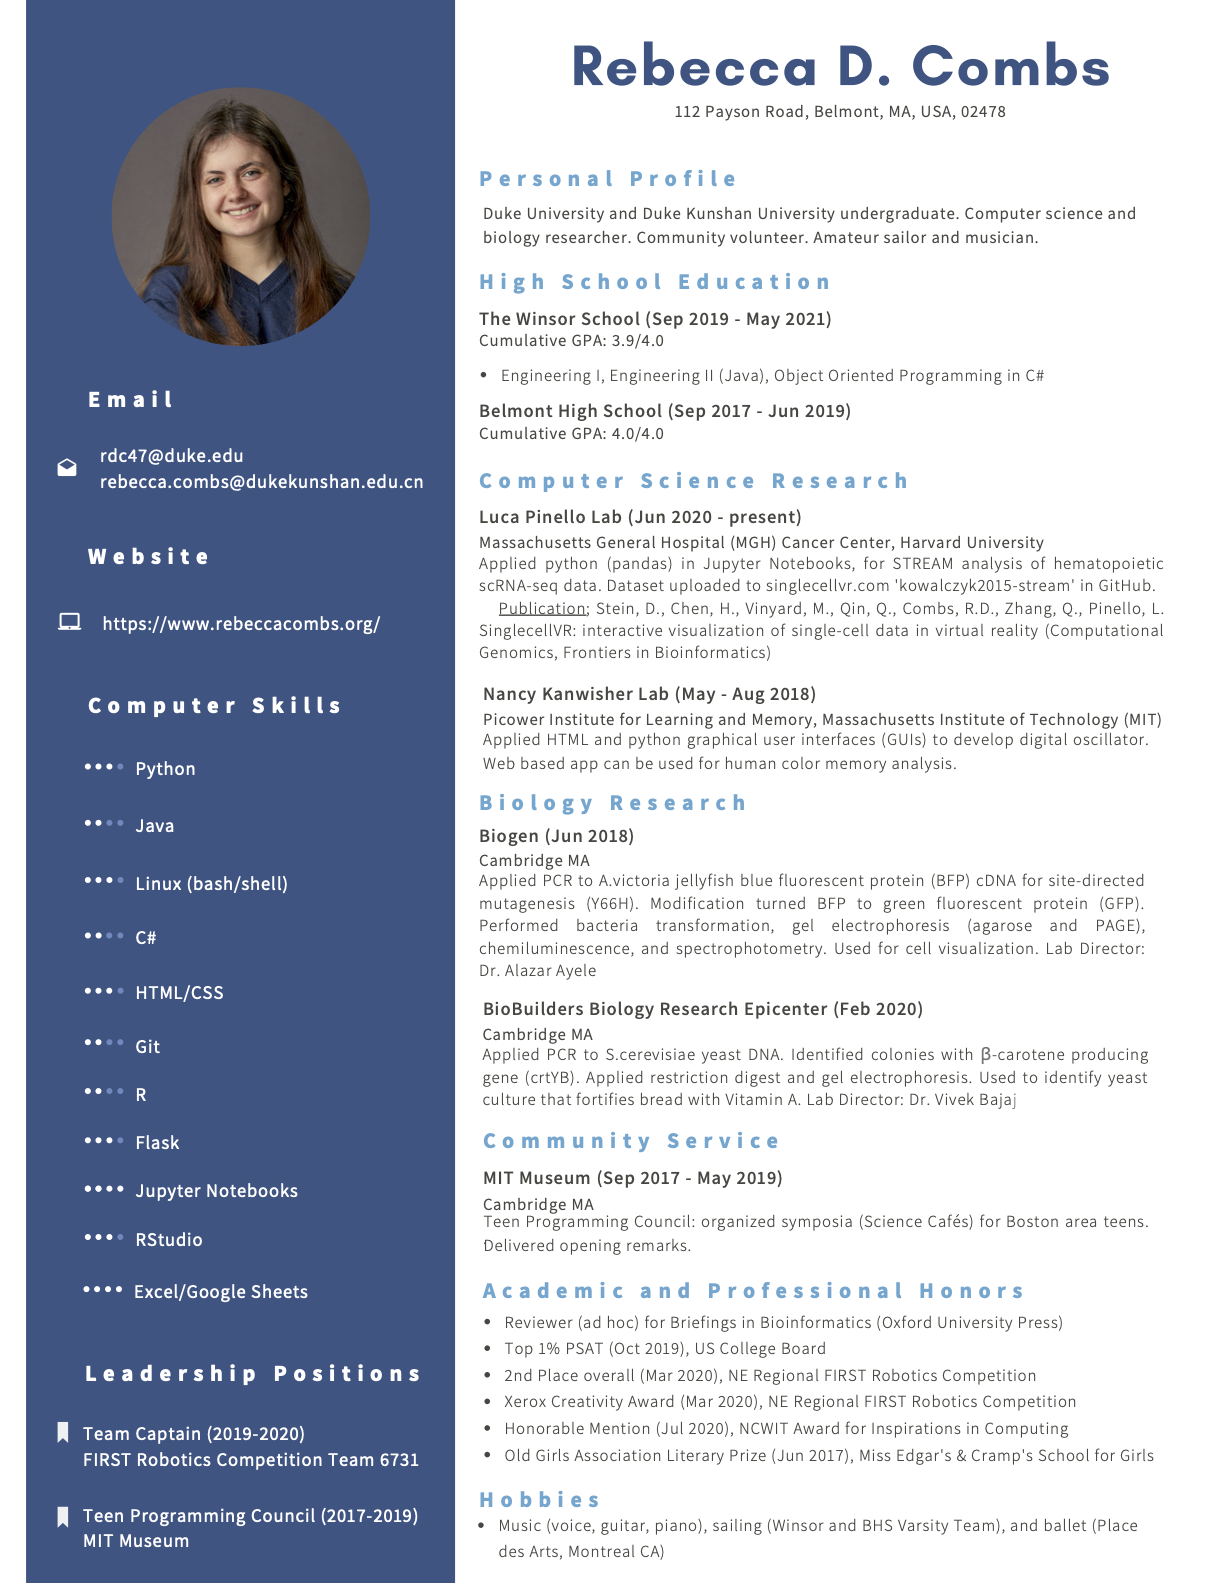 Rebecca D. Combs
112 Payson Road, Belmont, MA, USA, 02478
Email
rdc47@duke.edu
rebecca.combs@dukekunshan.edu.cn
Website
https://www.rebeccacombs.org/
Computer Skills
Python
Java
Linux (bash/shell)
C#
HTML/CSS
Git
R
Flask
Jupyter Notebooks
RStudio
Excel/Google Sheets
Leadership Positions
Team Captain (2019-2020)
FIRST Robotics Competition Team 6731
Teen Programming Council (2017-2019)
MIT Museum
Personal Profile
Duke University and Duke Kunshan University undergraduate. Computer science and
biology researcher. Community volunteer. Amateur sailor and musician.
High School Education
The Winsor School (Sep 2019 - May 2021)
Cumulative GPA: 3.9/4.0
• Engineering I, Engineering II (Java), Object Oriented Programming in C#
Belmont High School (Sep 2017 - Jun 2019)
Cumulative GPA: 4.0/4.0
Computer Science Research
Luca Pinello Lab (Jun 2020 - present)
Massachusetts General Hospital (MGH) Cancer Center, Harvard University
Applied python (pandas) in Jupyter Notebooks, for STREAM analysis of hematopoietic
scRNA-seq data. Dataset uploaded to singlecellvr.com 'kowalczyk2015-stream' in GitHub.
Publication: Stein, D., Chen, H., Vinyard, M., Qin, Q., Combs, R.D., Zhang, Q., Pinello, L.
SinglecellVR: interactive visualization of single-cell data in virtual reality (Computational
Genomics, Frontiers in Bioinformatics)
Nancy Kanwisher Lab (May - Aug 2018)
Picower Institute for Learning and Memory, Massachusetts Institute of Technology (MIT)
Applied HTML and python graphical user interfaces (GUIs) to develop digital oscillator.
Web based app can be used for human color memory analysis.
Biology Research
Biogen (Jun 2018)
Cambridge MA
Applied PCR to A.victoria jellyfish blue fluorescent protein (BFP) cDNA for site-directed
mutagenesis (Y66H). Modification turned BFP to green fluorescent protein (GFP).
Performed bacteria transformation, gel electrophoresis (agarose and PAGE),
chemiluminescence, and spectrophotometry. Used for cell visualization. Lab Director:
Dr. Alazar Ayele
BioBuilders Biology Research Epicenter (Feb 2020)
Cambridge MA
Applied PCR to S.cerevisiae yeast DNA. Identified colonies with β-carotene producing
gene (crtYB). Applied restriction digest and gel electrophoresis. Used to identify yeast
culture that fortifies bread with Vitamin A. Lab Director: Dr. Vivek Bajaj
Community Service
MIT Museum (Sep 2017 - May 2019)
Cambridge MA
Teen Programming Council: organized symposia (Science Cafés) for Boston area teens.
Delivered opening remarks.
Academic and Professional Honors
• Reviewer (ad hoc) for Briefings in Bioinformatics (Oxford University Press)
• Top 1% PSAT (Oct 2019), US College Board
• 2nd Place overall (Mar 2020), NE Regional FIRST Robotics Competition
• Xerox Creativity Award (Mar 2020), NE Regional FIRST Robotics Competition
• Honorable Mention (Jul 2020), NCWIT Award for Inspirations in Computing
• Old Girls Association Literary Prize (Jun 2017), Miss Edgar's & Cramp's School for Girls
Hobbies
• Music (voice, guitar, piano), sailing (Winsor and BHS Varsity Team), and ballet (Place
des Arts, Montreal CA)